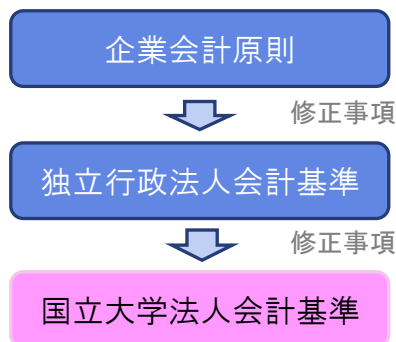 企業会計原則
修正事項
独立行政法人会計基準
修正事項
国立大学法人会計基準